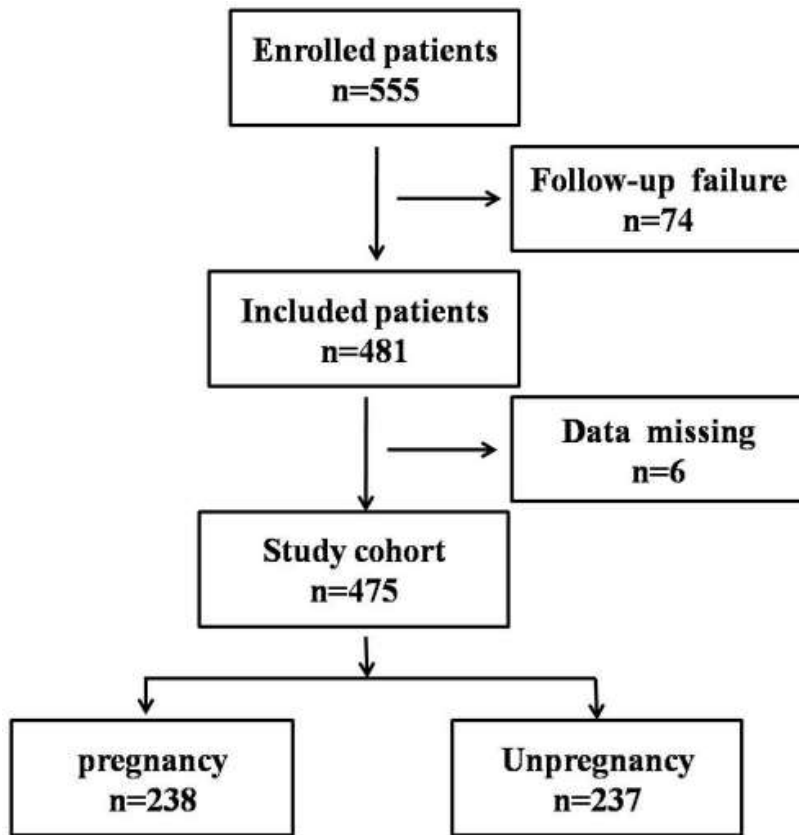 Enrolled patients
n=555
Follow-up failure
n=74
Included patients
n=481
Data missing
n=6
Study cohort
n=475
pregnancy
n=238
Unpregnancy
n=237